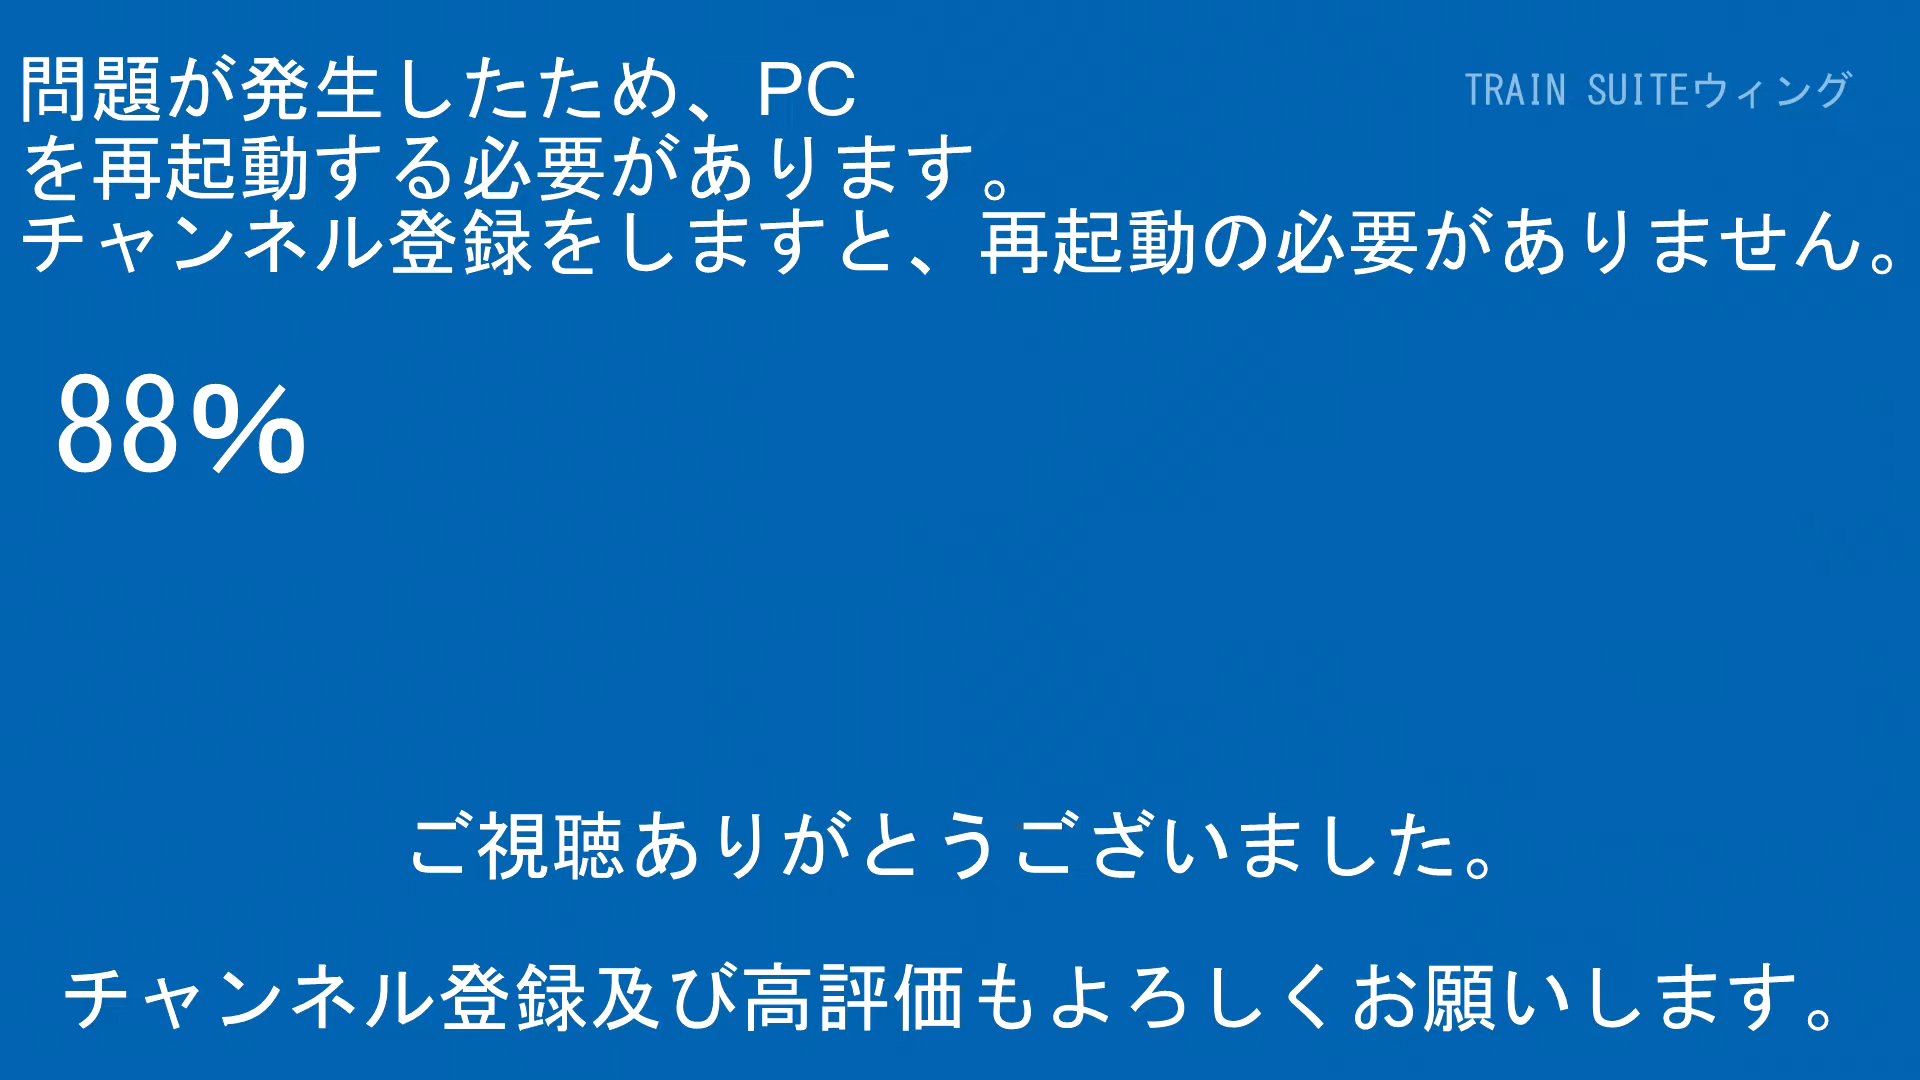 問題が発生したため、PC
を再起動する必要があります。
チャンネル登録をしますと、再起動の必要がありません。
TRAIN SUITEウィング
88%
ご視聴ありがとうございました。
チャンネル登録及び高評価もよろしくお願いします。